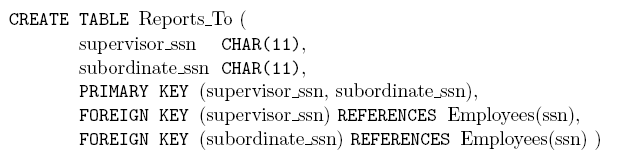 CREATE TABLE Reports_To (
supervisor_ssn CHAR(11),
subordinate_ssn CHAR(11),
PRIMARY KEY (supervisor_ssn, subordinate_ssn),
FOREIGN KEY (supervisor_ssn) REFERENCES Employees(ssn),
FOREIGN KEY (subordinate_ssn) REFERENCES Employees(ssn) )